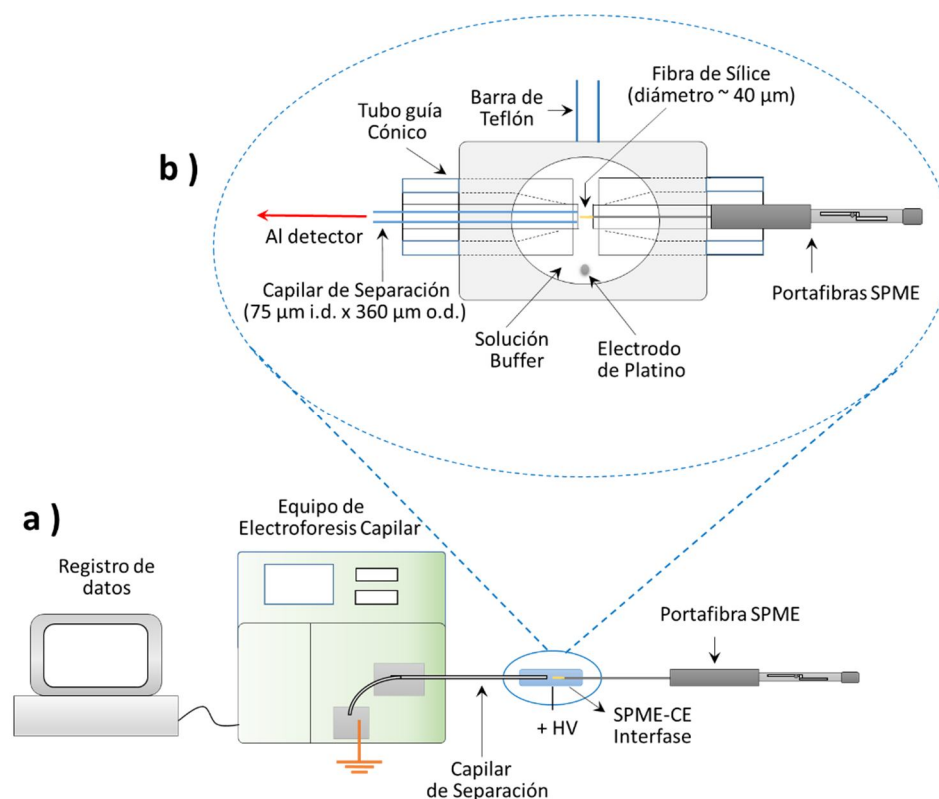 b )
Tubo guía
Cónico
Barra de
Teflón
Fibra de Sílice
(diámetro ~ 40 µm)
Al detector
Capilar de Separación
(75 µm i.d. x 360 µm o.d.)
Solución
Buffer
Electrodo
de Platino
Portafibras SPME
a )
Registro de
datos
Equipo de
Electroforesis Capilar
Portafibra SPME
+ HV
SPME-CE
Interfase
Capilar
de Separación